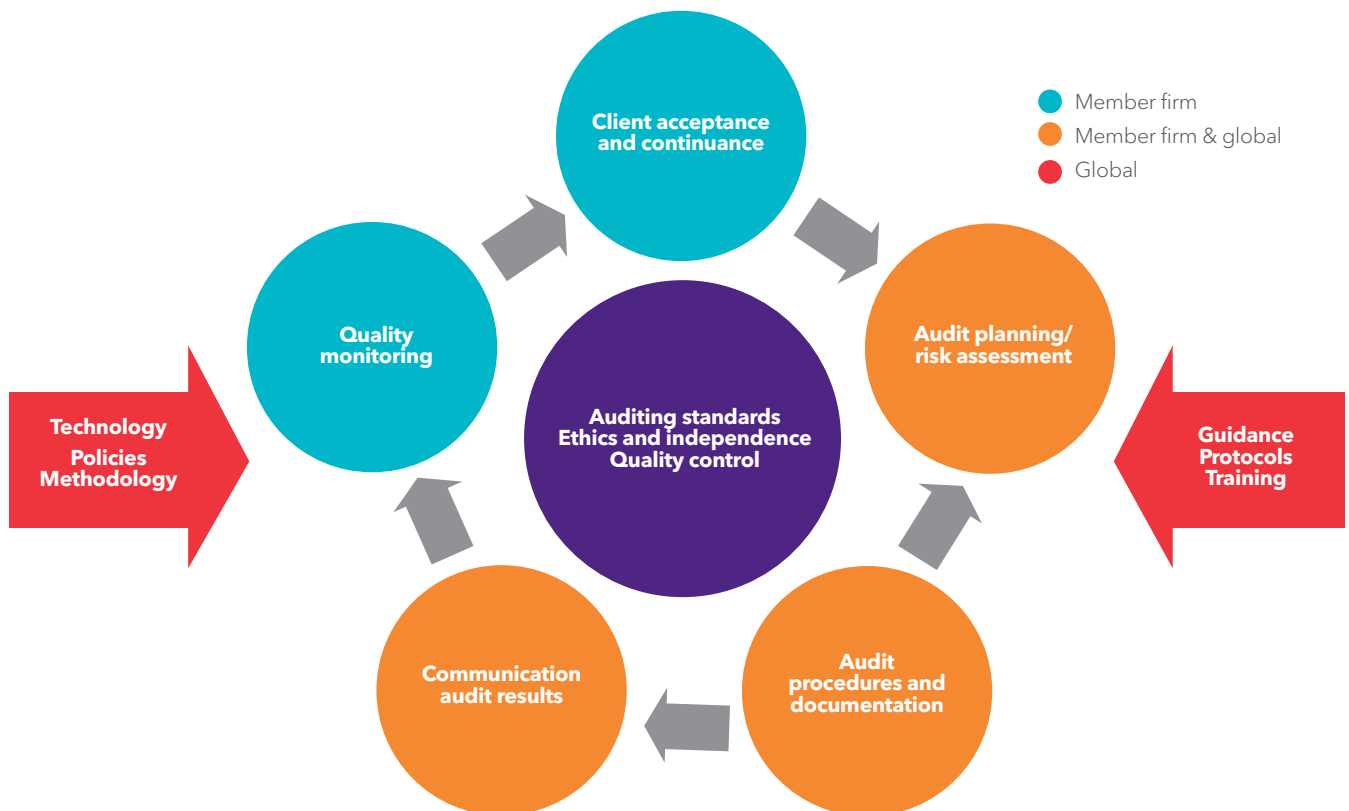 Client acceptance
and continuance
Member firm
Member firm & global
Global
Quality
monitoring
Audit planning/
risk assessment
Auditing standards
Ethics and independence
Quality control
Technology
Policies
Methodology
Guidance
Protocols
Training
Communication
audit results
Audit
procedures and
documentation